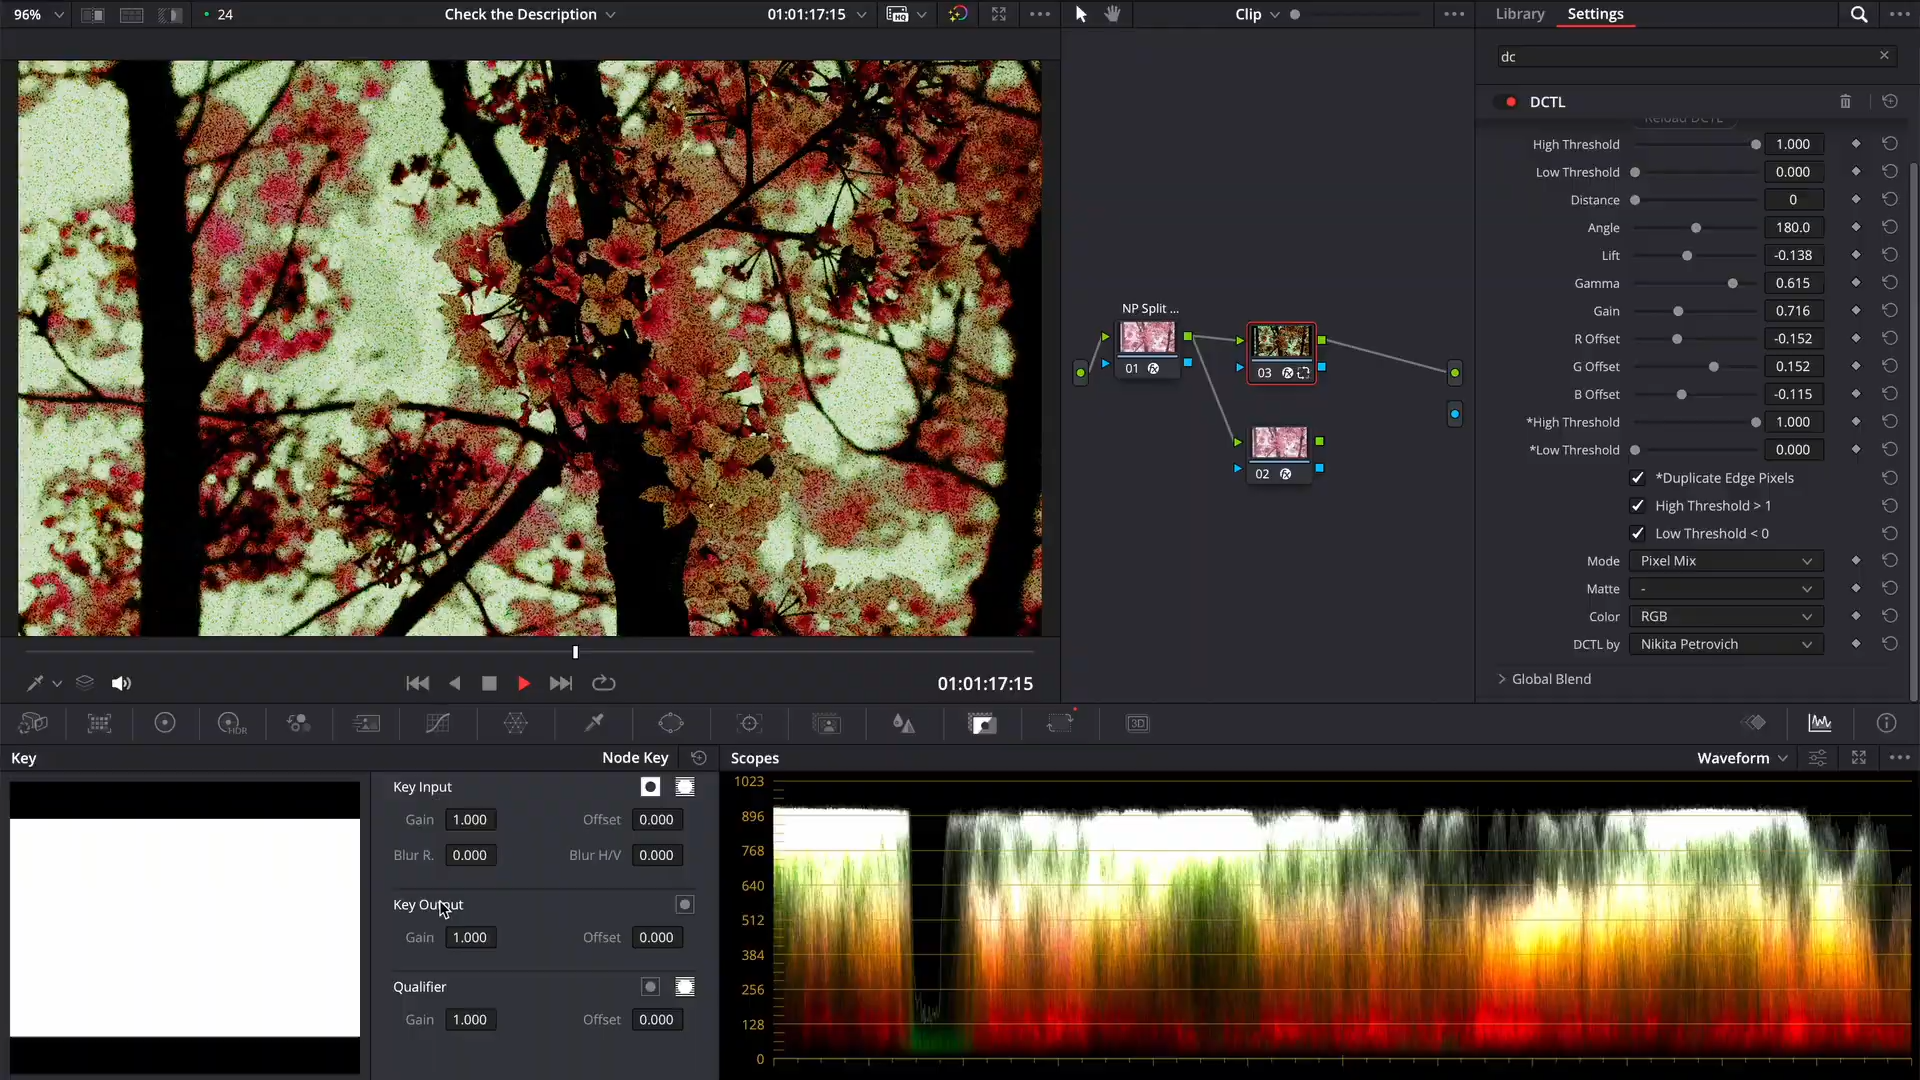 96%
24
Check the Description
01:01:17:15
HQ
Clip
Library
Settings
dc
DCTL
Reload DCTL
High Threshold 1.000
Low Threshold 0.000
Distance 0
Angle 180.0
Lift -0.138
Gamma 0.615
Gain 0.716
R Offset -0.152
G Offset 0.152
B Offset -0.115
*High Threshold 1.000
*Low Threshold 0.000
*Duplicate Edge Pixels
High Threshold > 1
Low Threshold < 0
Mode Pixel Mix
Matte -
Color RGB
DCTL by Nikita Petrovich
Global Blend
NP Split ...
01
03
02
01:01:17:15
HDR
3D
Key
Node Key
Key Input
Gain 1.000 Offset 0.000
Blur R. 0.000 Blur H/V 0.000
Key Output
Gain 1.000 Offset 0.000
Qualifier
Gain 1.000 Offset 0.000
Scopes
Waveform
1023
896
768
640
512
384
256
128
0